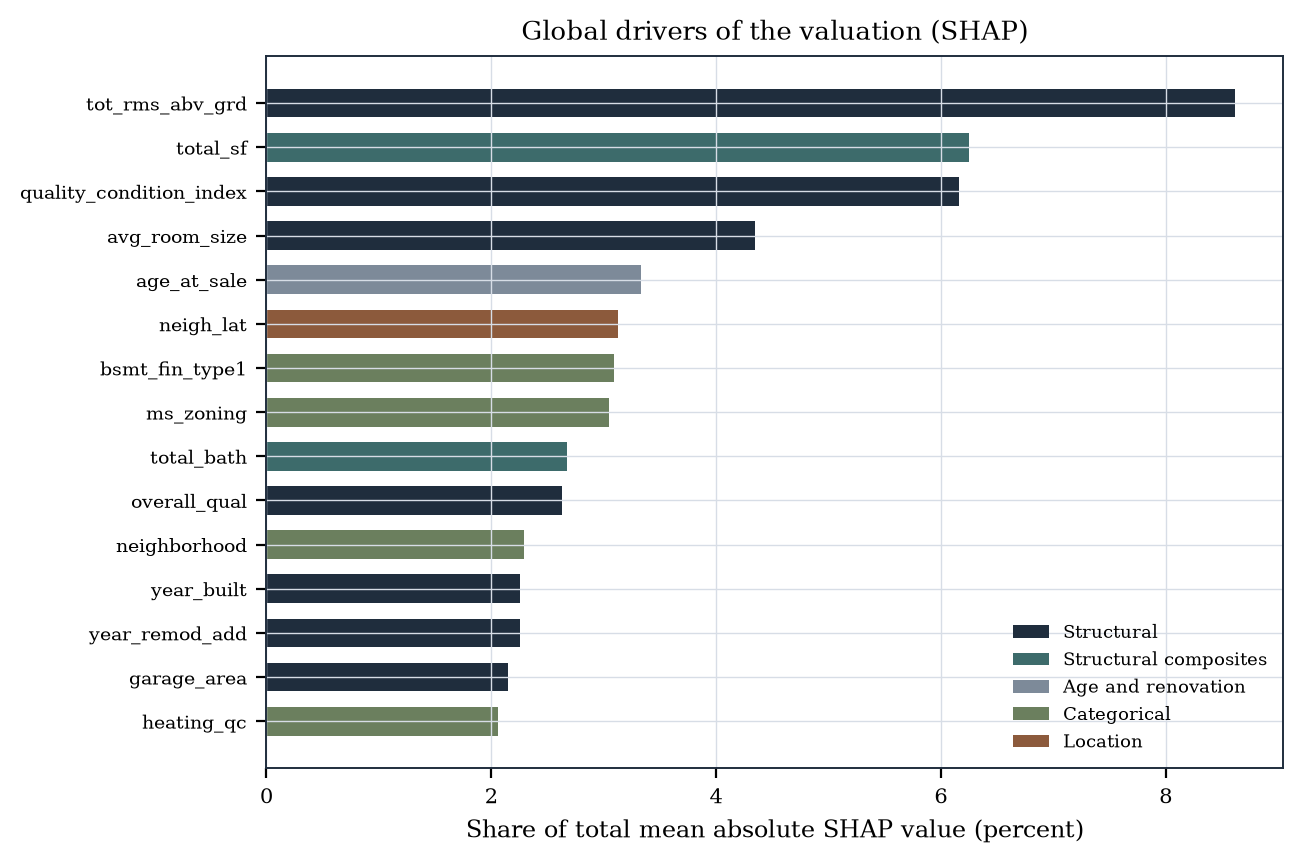 Global drivers of the valuation (SHAP)
tot_rms_abv_grd
total_sf
quality_condition_index
avg_room_size
age_at_sale
neigh_lat
bsmt_fin_type1
ms_zoning
total_bath
overall_qual
neighborhood
year_built
year_remod_add
garage_area
heating_qc
Structural
Structural composites
Age and renovation
Categorical
Location
0 2 4 6 8
Share of total mean absolute SHAP value (percent)